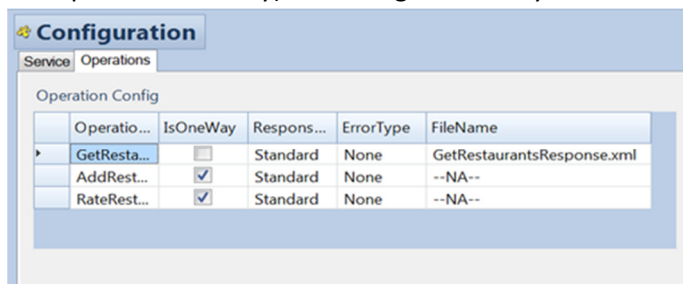 Configuration
Service Operations
Operation Config
Operatio... IsOneWay Respons... ErrorType FileName
GetResta... Standard None GetRestaurantsResponse.xml
AddRest... Standard None --NA--
RateRest... Standard None --NA--